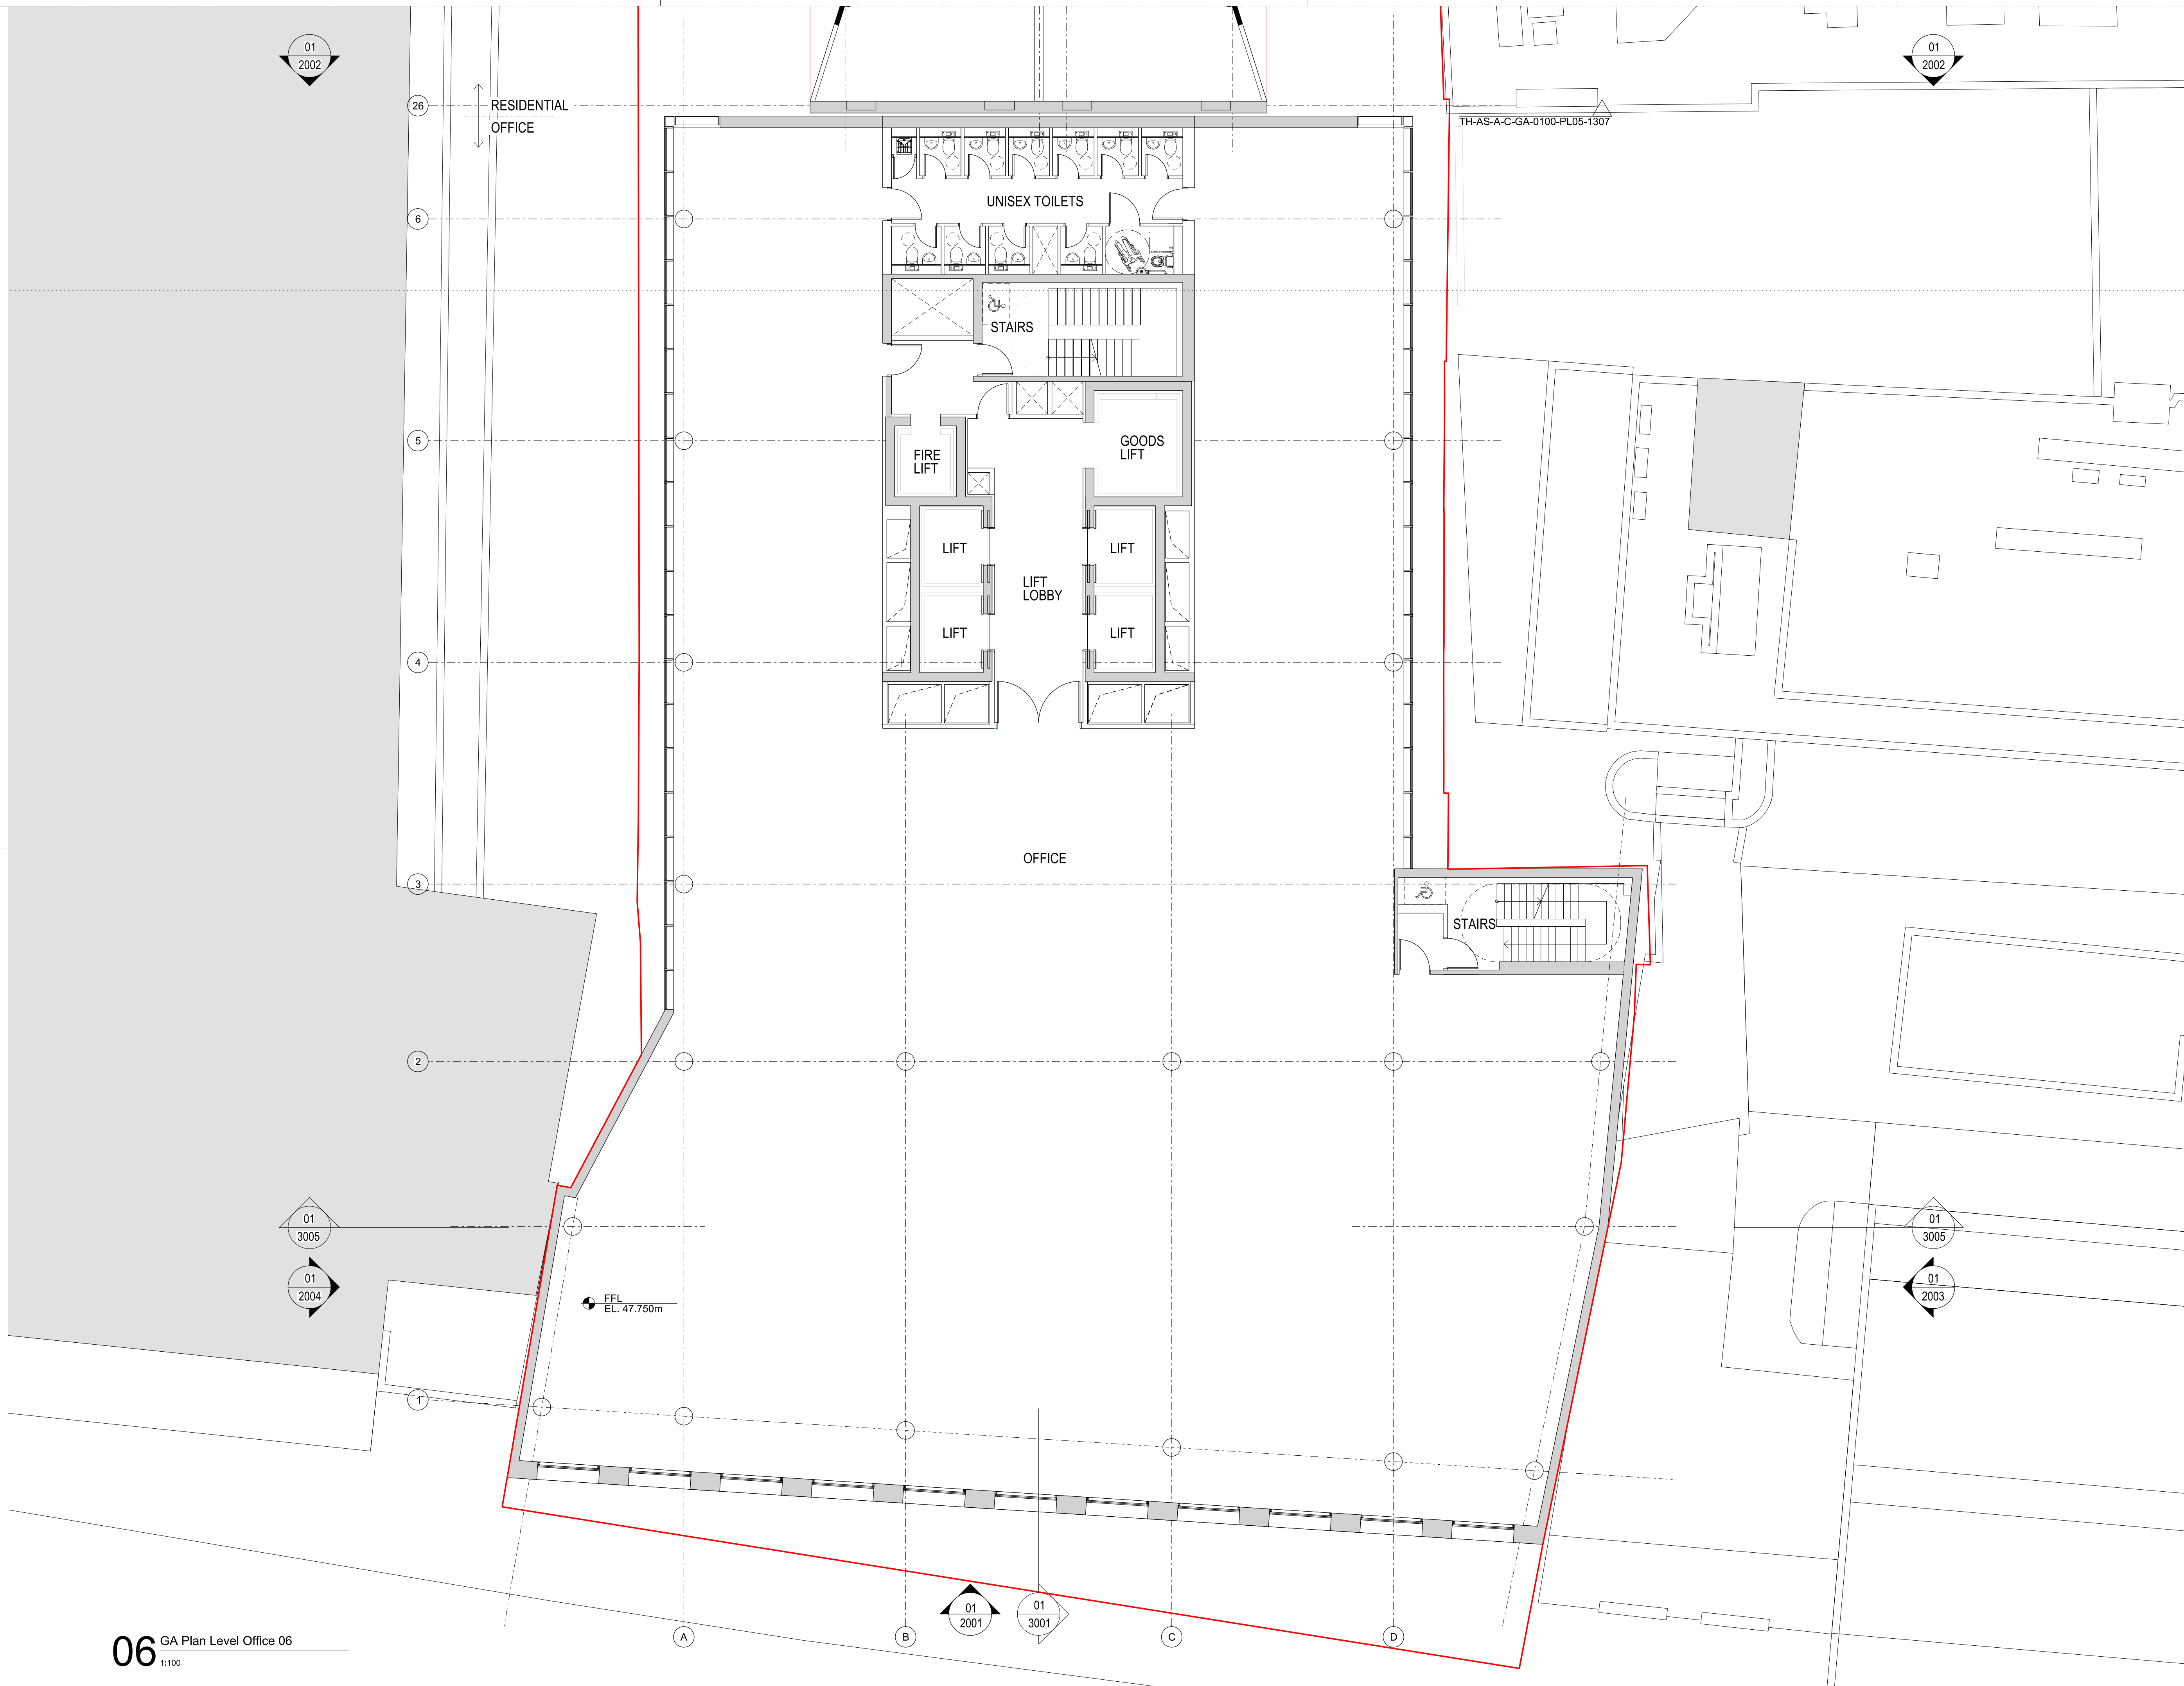 01
2002
01
2002
26
RESIDENTIAL
OFFICE
TH-AS-A-C-GA-0100-PL05-1307
UNISEX TOILETS
6
STAIRS
5
FIRE
LIFT
GOODS
LIFT
LIFT
LIFT
LIFT
LOBBY
LIFT
LIFT
4
OFFICE
3
STAIRS
2
01
3005
01
3005
01
2004
01
2003
FFL
EL. 47.750m
1
01
2001
01
3001
A
B
C
D
06
GA Plan Level Office 06
1:100